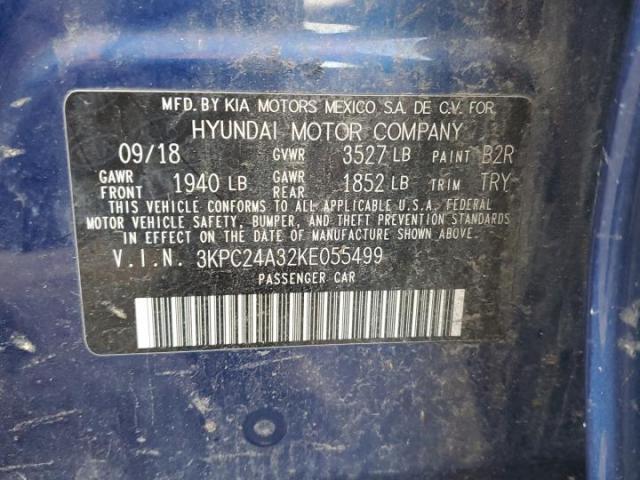 MFD. BY KIA MOTORS MEXICO S.A. DE C.V. FOR
HYUNDAI MOTOR COMPANY
09/18 GVWR 3527 LB PAINT B2R
GAWR FRONT 1940 LB GAWR REAR 1852 LB TRIM TRY
THIS VEHICLE CONFORMS TO ALL APPLICABLE U.S.A. FEDERAL
MOTOR VEHICLE SAFETY, BUMPER, AND THEFT PREVENTION STANDARDS
IN EFFECT ON THE DATE OF MANUFACTURE SHOWN ABOVE.
V.I.N. 3KPC24A32KE055499
PASSENGER CAR